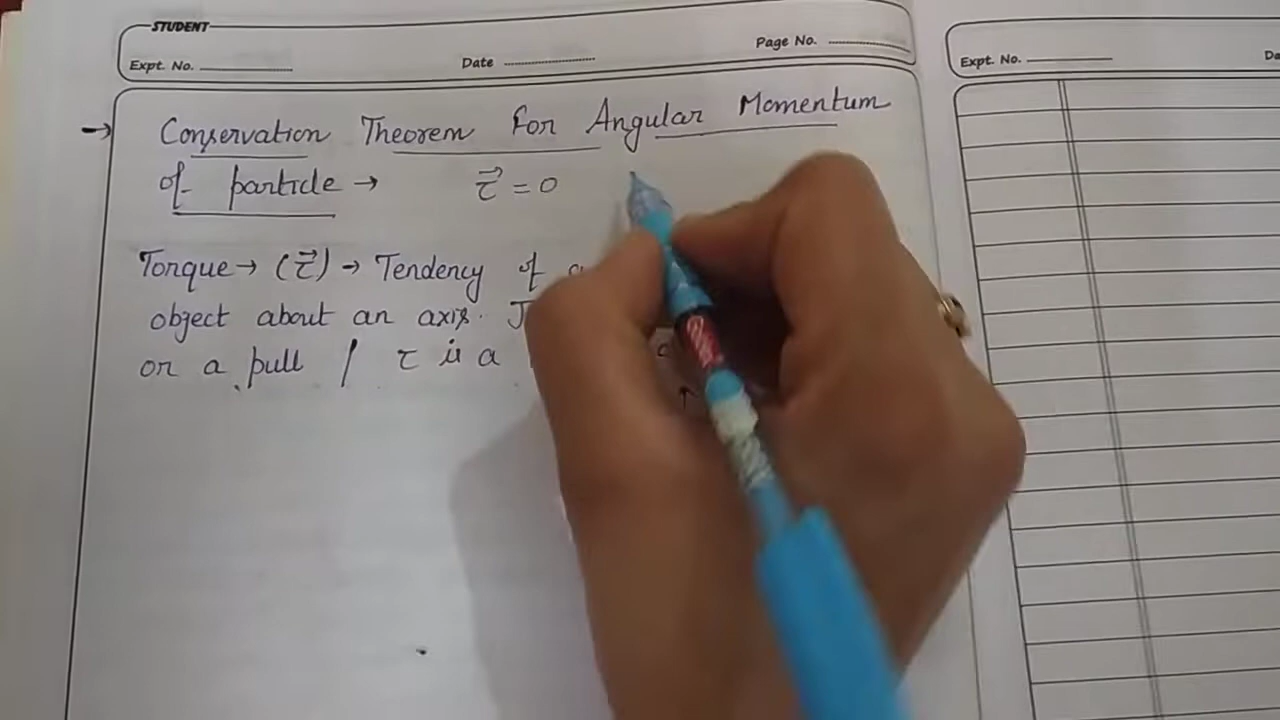 STUDENT
Expt. No.
Date
Page No.
Conservation Theorem For Angular Momentum
of particle → τ⃗ = 0
Torque → (τ⃗) → Tendency of
object about an axis.
or a pull / τ is a
Expt. No.